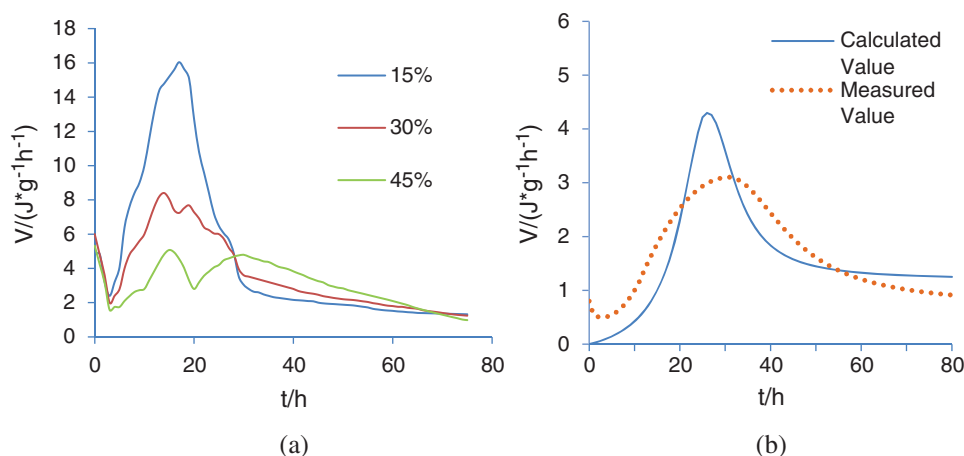 V/(J*g⁻¹h⁻¹)
18
16
14
12
10
8
6
4
2
0
0 20 40 60 80
t/h
15%
30%
45%
(a)
V/(J*g⁻¹h⁻¹)
6
5
4
3
2
1
0
0 20 40 60 80
t/h
Calculated
Value
Measured
Value
(b)